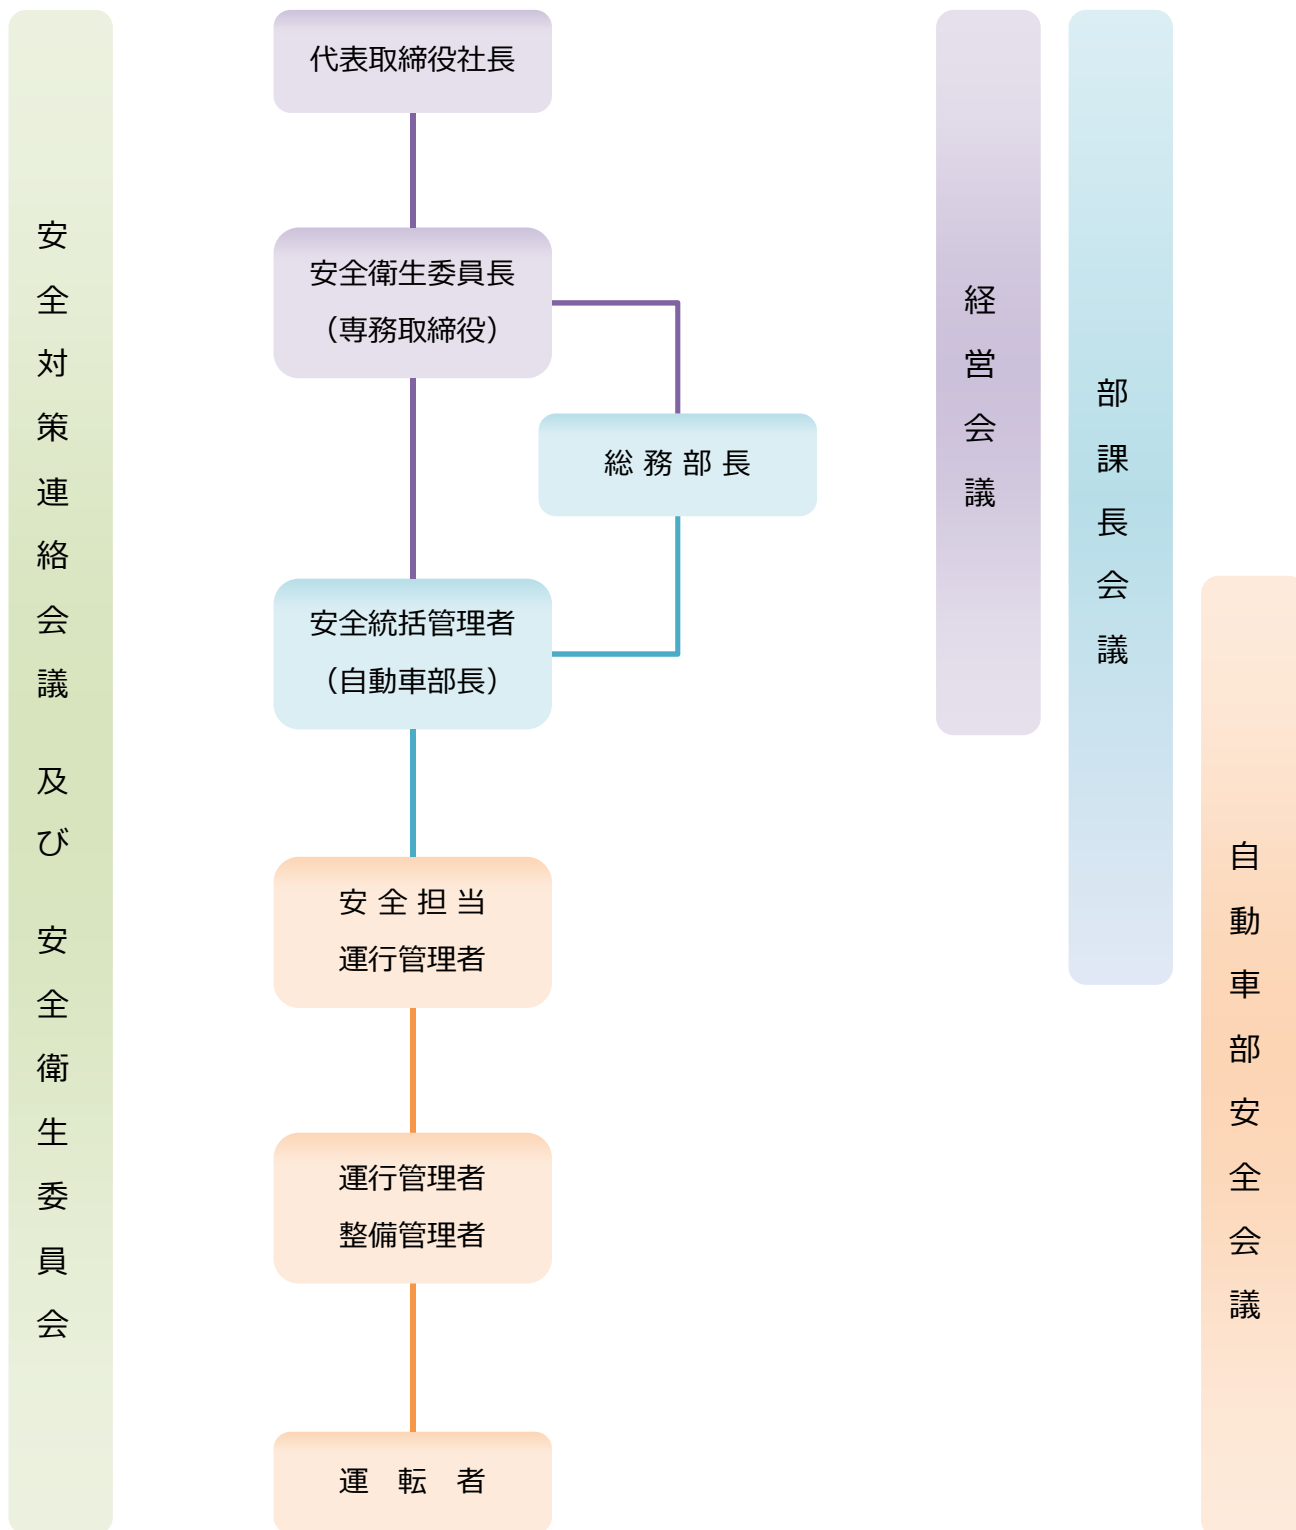 安全対策連絡会議 及び 安全衛生委員会
代表取締役社長
安全衛生委員長
（専務取締役）
総務部長
安全統括管理者
（自動車部長）
安全担当
運行管理者
運行管理者
整備管理者
運 転 者
経営会議
部課長会議
自動車部安全会議